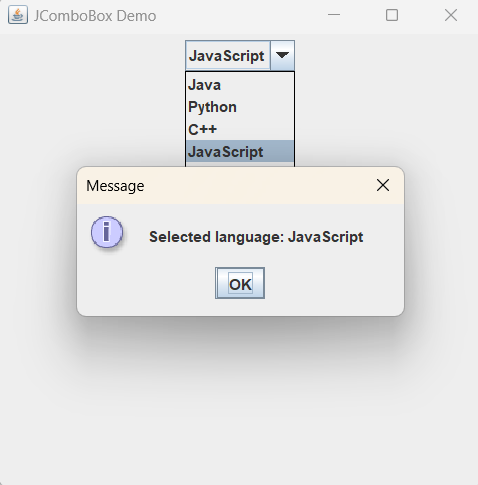 JComboBox Demo
JavaScript
Java
Python
C++
JavaScript
Message
Selected language: JavaScript
OK